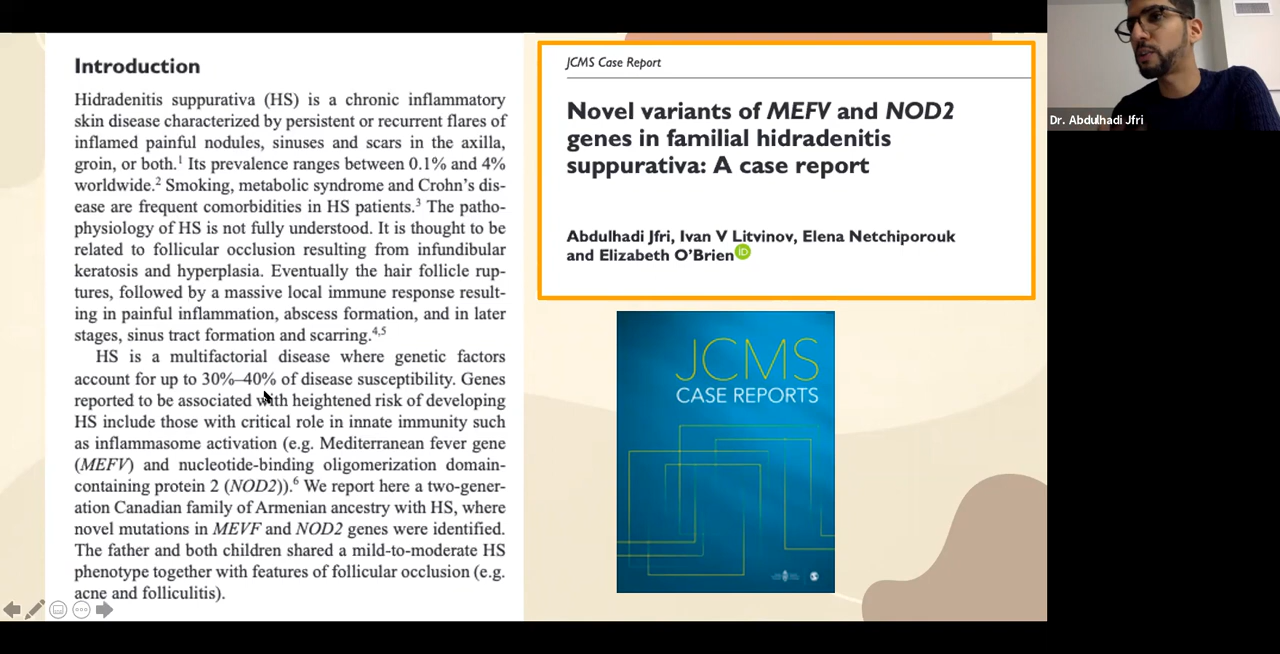 Introduction
Hidradenitis suppurativa (HS) is a chronic inflammatory
skin disease characterized by persistent or recurrent flares of
inflamed painful nodules, sinuses and scars in the axilla,
groin, or both.1 Its prevalence ranges between 0.1% and 4%
worldwide.2 Smoking, metabolic syndrome and Crohn's dis-
ease are frequent comorbidities in HS patients.3 The patho-
physiology of HS is not fully understood. It is thought to be
related to follicular occlusion resulting from infundibular
keratosis and hyperplasia. Eventually the hair follicle rup-
tures, followed by a massive local immune response result-
ing in painful inflammation, abscess formation, and in later
stages, sinus tract formation and scarring.4,5
HS is a multifactorial disease where genetic factors
account for up to 30%–40% of disease susceptibility. Genes
reported to be associated with heightened risk of developing
HS include those with critical role in innate immunity such
as inflammasome activation (e.g. Mediterranean fever gene
(MEFV) and nucleotide-binding oligomerization domain-
containing protein 2 (NOD2)).6 We report here a two-gener-
ation Canadian family of Armenian ancestry with HS, where
novel mutations in MEVF and NOD2 genes were identified.
The father and both children shared a mild-to-moderate HS
phenotype together with features of follicular occlusion (e.g.
acne and folliculitis).
JCMS Case Report
Novel variants of MEFV and NOD2
genes in familial hidradenitis
suppurativa: A case report
Abdulhadi Jfri, Ivan V Litvinov, Elena Netchiporouk
and Elizabeth O'Brien iD
JCMS
CASE REPORTS
Dr. Abdulhadi Jfri